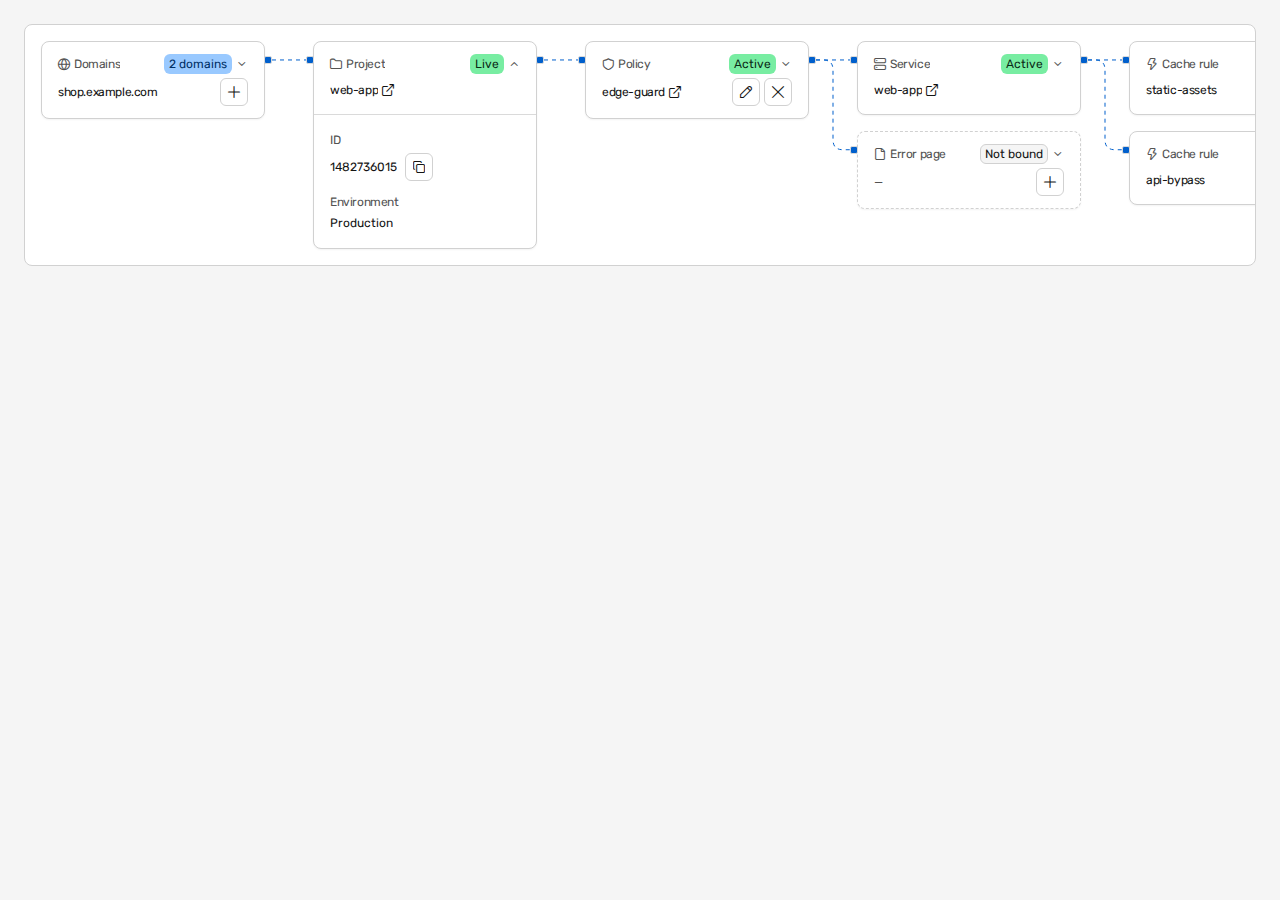 Domains
2 domains
shop.example.com
Project
Live
web-app
ID
1482736015
Environment
Production
Policy
Active
edge-guard
Service
Active
web-app
Error page
Not bound
–
Cache rule
static-assets
Cache rule
api-bypass